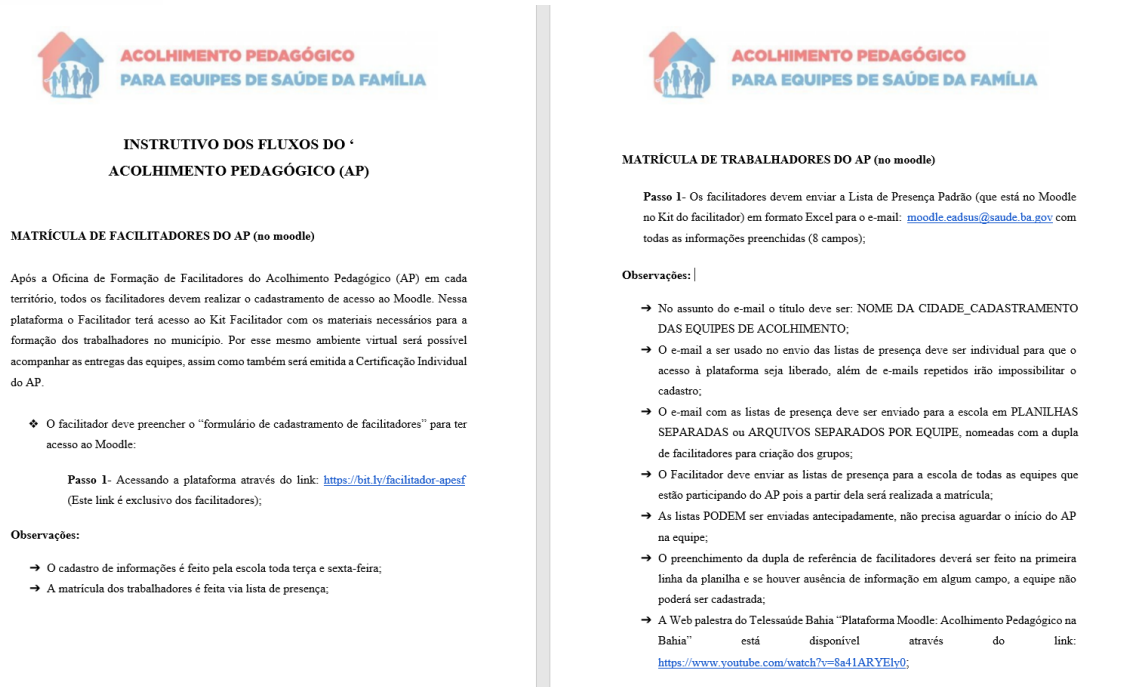 ACOLHIMENTO PEDAGÓGICO
PARA EQUIPES DE SAÚDE DA FAMÍLIA
INSTRUTIVO DOS FLUXOS DO ‘
ACOLHIMENTO PEDAGÓGICO (AP)
MATRÍCULA DE FACILITADORES DO AP (no moodle)
Após a Oficina de Formação de Facilitadores do Acolhimento Pedagógico (AP) em cada
território, todos os facilitadores devem realizar o cadastramento de acesso ao Moodle. Nessa
plataforma o Facilitador terá acesso ao Kit Facilitador com os materiais necessários para a
formação dos trabalhadores no município. Por esse mesmo ambiente virtual será possível
acompanhar as entregas das equipes, assim como também será emitida a Certificação Individual
do AP.
❖ O facilitador deve preencher o “formulário de cadastramento de facilitadores” para ter
acesso ao Moodle:
Passo 1- Acessando a plataforma através do link: https://bit.ly/facilitador-apesf
(Este link é exclusivo dos facilitadores);
Observações:
➔ O cadastro de informações é feito pela escola toda terça e sexta-feira;
➔ A matrícula dos trabalhadores é feita via lista de presença;
ACOLHIMENTO PEDAGÓGICO
PARA EQUIPES DE SAÚDE DA FAMÍLIA
MATRÍCULA DE TRABALHADORES DO AP (no moodle)
Passo 1- Os facilitadores devem enviar a Lista de Presença Padrão (que está no Moodle
no Kit do facilitador) em formato Excel para o e-mail: moodle.eadsus@saude.ba.gov com
todas as informações preenchidas (8 campos);
Observações:
➔ No assunto do e-mail o título deve ser: NOME DA CIDADE_CADASTRAMENTO
DAS EQUIPES DE ACOLHIMENTO;
➔ O e-mail a ser usado no envio das listas de presença deve ser individual para que o
acesso à plataforma seja liberado, além de e-mails repetidos irão impossibilitar o
cadastro;
➔ O e-mail com as listas de presença deve ser enviado para a escola em PLANILHAS
SEPARADAS ou ARQUIVOS SEPARADOS POR EQUIPE, nomeadas com a dupla
de facilitadores para criação dos grupos;
➔ O Facilitador deve enviar as listas de presença para a escola de todas as equipes que
estão participando do AP pois a partir dela será realizada a matrícula;
➔ As listas PODEM ser enviadas antecipadamente, não precisa aguardar o início do AP
na equipe;
➔ O preenchimento da dupla de referência de facilitadores deverá ser feito na primeira
linha da planilha e se houver ausência de informação em algum campo, a equipe não
poderá ser cadastrada;
➔ A Web palestra do Telessaúde Bahia “Plataforma Moodle: Acolhimento Pedagógico na
Bahia” está disponível através do link:
https://www.youtube.com/watch?v=8a41ARYEIy0;